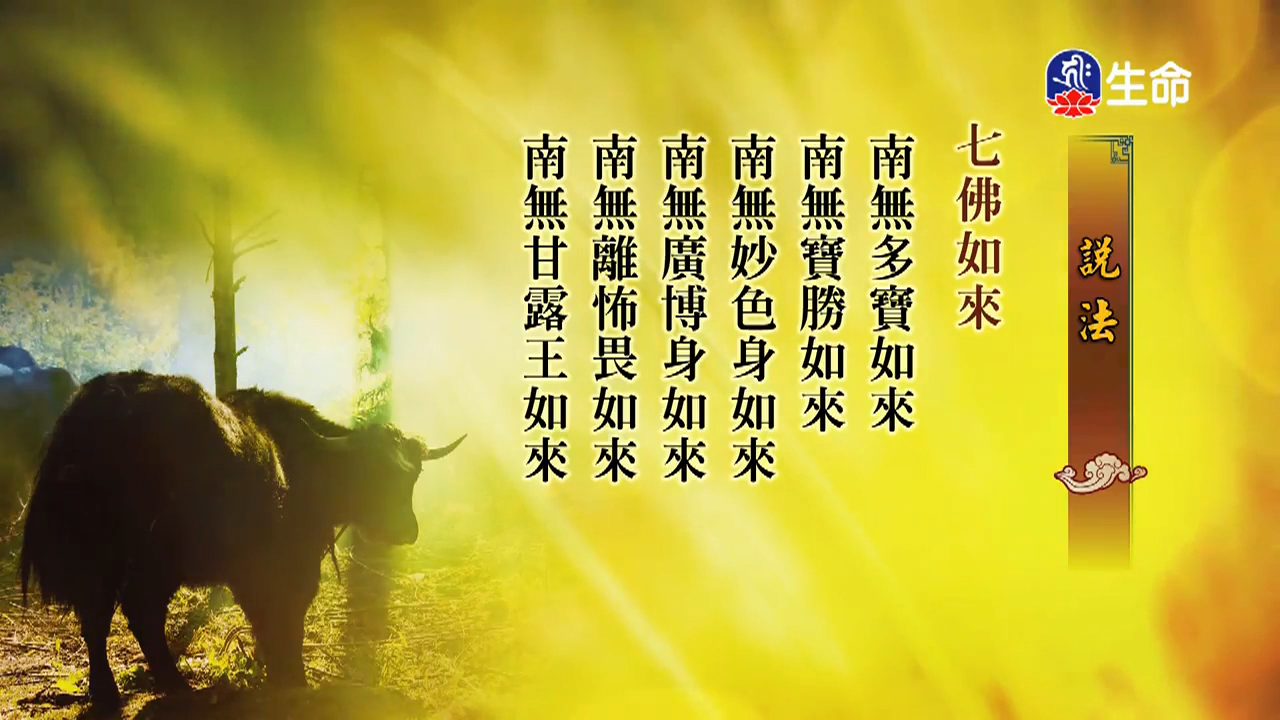 生命
說法
七佛如來
南無多寶如來
南無寶勝如來
南無妙色身如來
南無廣博身如來
南無離怖畏如來
南無甘露王如來